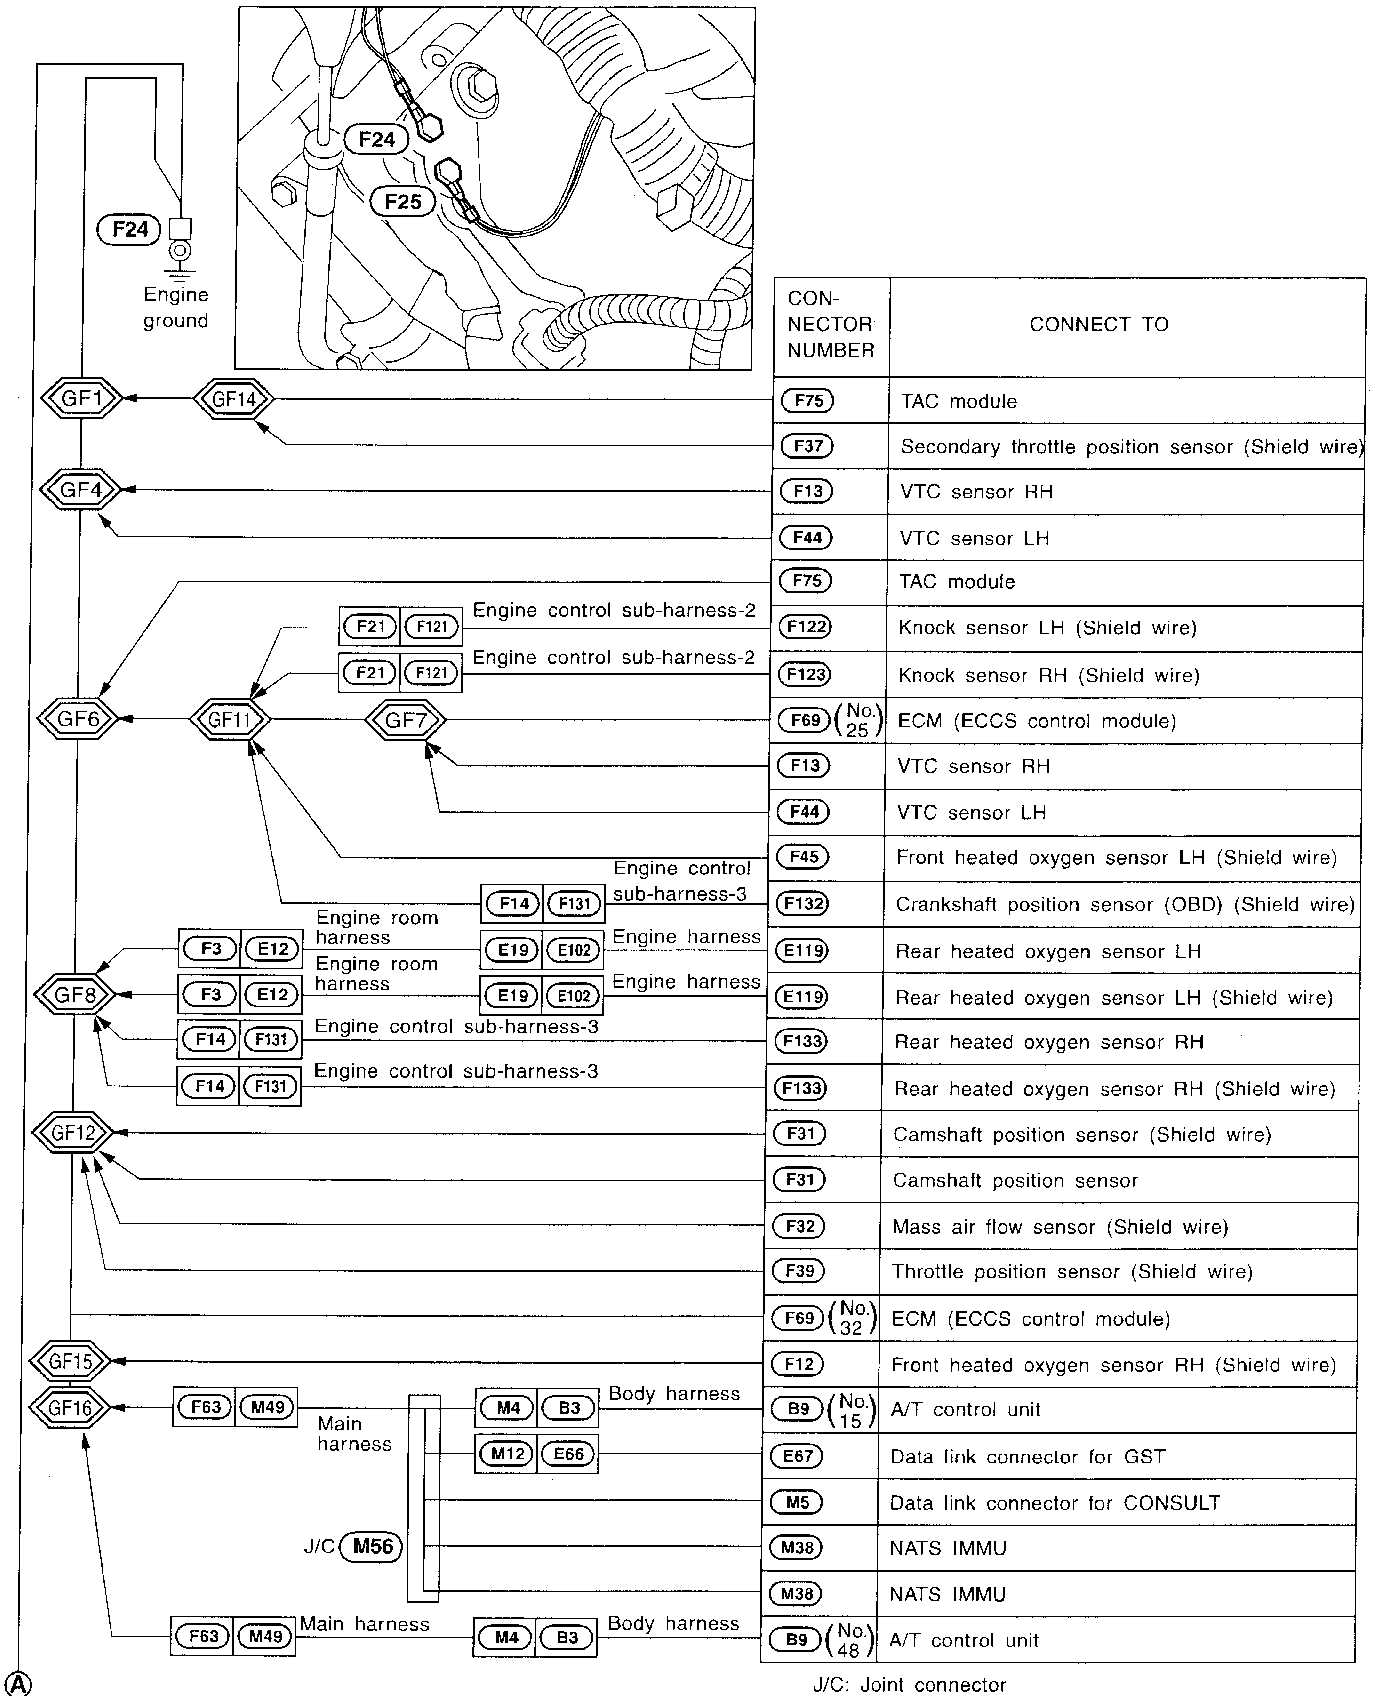 F24
F25
F24
Engine
ground
CON-
NECTOR
NUMBER
CONNECT TO
GF1
GF14
F75
TAC module
F37
Secondary throttle position sensor (Shield wire)
GF4
F13
VTC sensor RH
F44
VTC sensor LH
F75
TAC module
F21 F121 Engine control sub-harness-2
F122
Knock sensor LH (Shield wire)
F21 F121 Engine control sub-harness-2
F123
Knock sensor RH (Shield wire)
GF6
GF11
GF7
F69 (No. 25)
ECM (ECCS control module)
F13
VTC sensor RH
F44
VTC sensor LH
F45
Front heated oxygen sensor LH (Shield wire)
Engine control
sub-harness-3
F14 F131
F132
Crankshaft position sensor (OBD) (Shield wire)
Engine room
harness
F3 E12
E19 E102
Engine harness
E119
Rear heated oxygen sensor LH
Engine room
harness
GF8
F3 E12
E19 E102
Engine harness
E119
Rear heated oxygen sensor LH (Shield wire)
F14 F131
Engine control sub-harness-3
F133
Rear heated oxygen sensor RH
F14 F131
Engine control sub-harness-3
F133
Rear heated oxygen sensor RH (Shield wire)
GF12
F31
Camshaft position sensor (Shield wire)
F31
Camshaft position sensor
F32
Mass air flow sensor (Shield wire)
F39
Throttle position sensor (Shield wire)
F69 (No. 32)
ECM (ECCS control module)
GF15
F12
Front heated oxygen sensor RH (Shield wire)
GF16
F63 M49
Main
harness
M4 B3
Body harness
B9 (No. 15)
A/T control unit
M12 E66
E67
Data link connector for GST
M5
Data link connector for CONSULT
J/C M56
M38
NATS IMMU
M38
NATS IMMU
F63 M49
Main harness
M4 B3
Body harness
B9 (No. 48)
A/T control unit
A
J/C: Joint connector